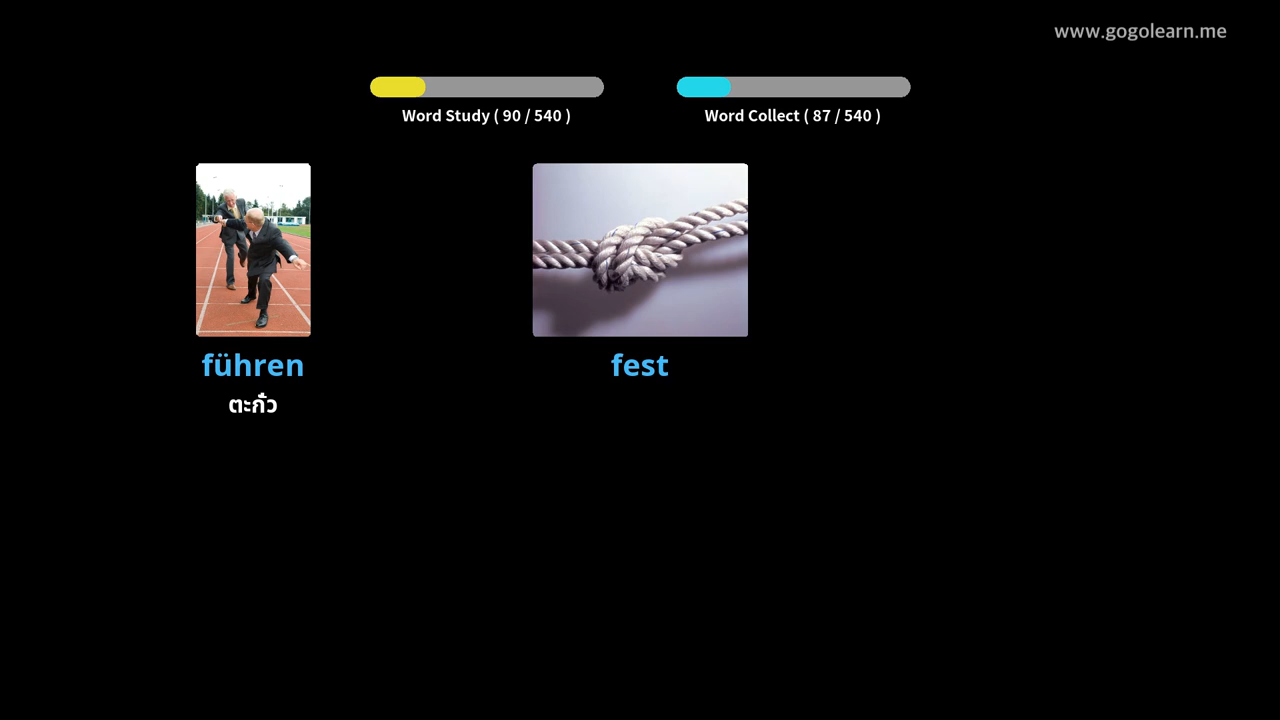 www.gogolearn.me
Word Study ( 90 / 540 )
Word Collect ( 87 / 540 )
führen
fest
ตะกั่ว